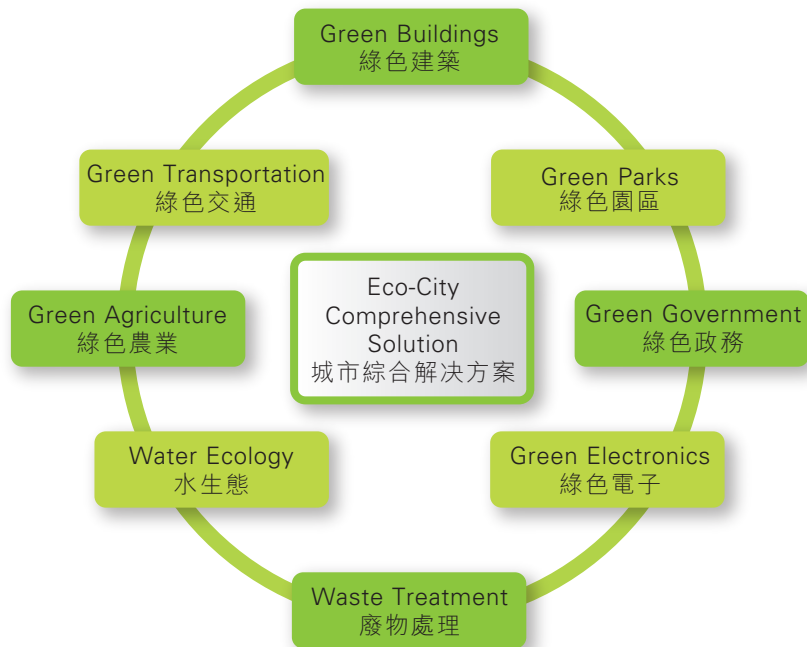 Green Buildings
綠色建築
Green Transportation
綠色交通
Green Parks
綠色園區
Eco-City
Comprehensive
Solution
城市綜合解決方案
Green Agriculture
綠色農業
Green Government
綠色政務
Water Ecology
水生態
Green Electronics
綠色電子
Waste Treatment
廢物處理